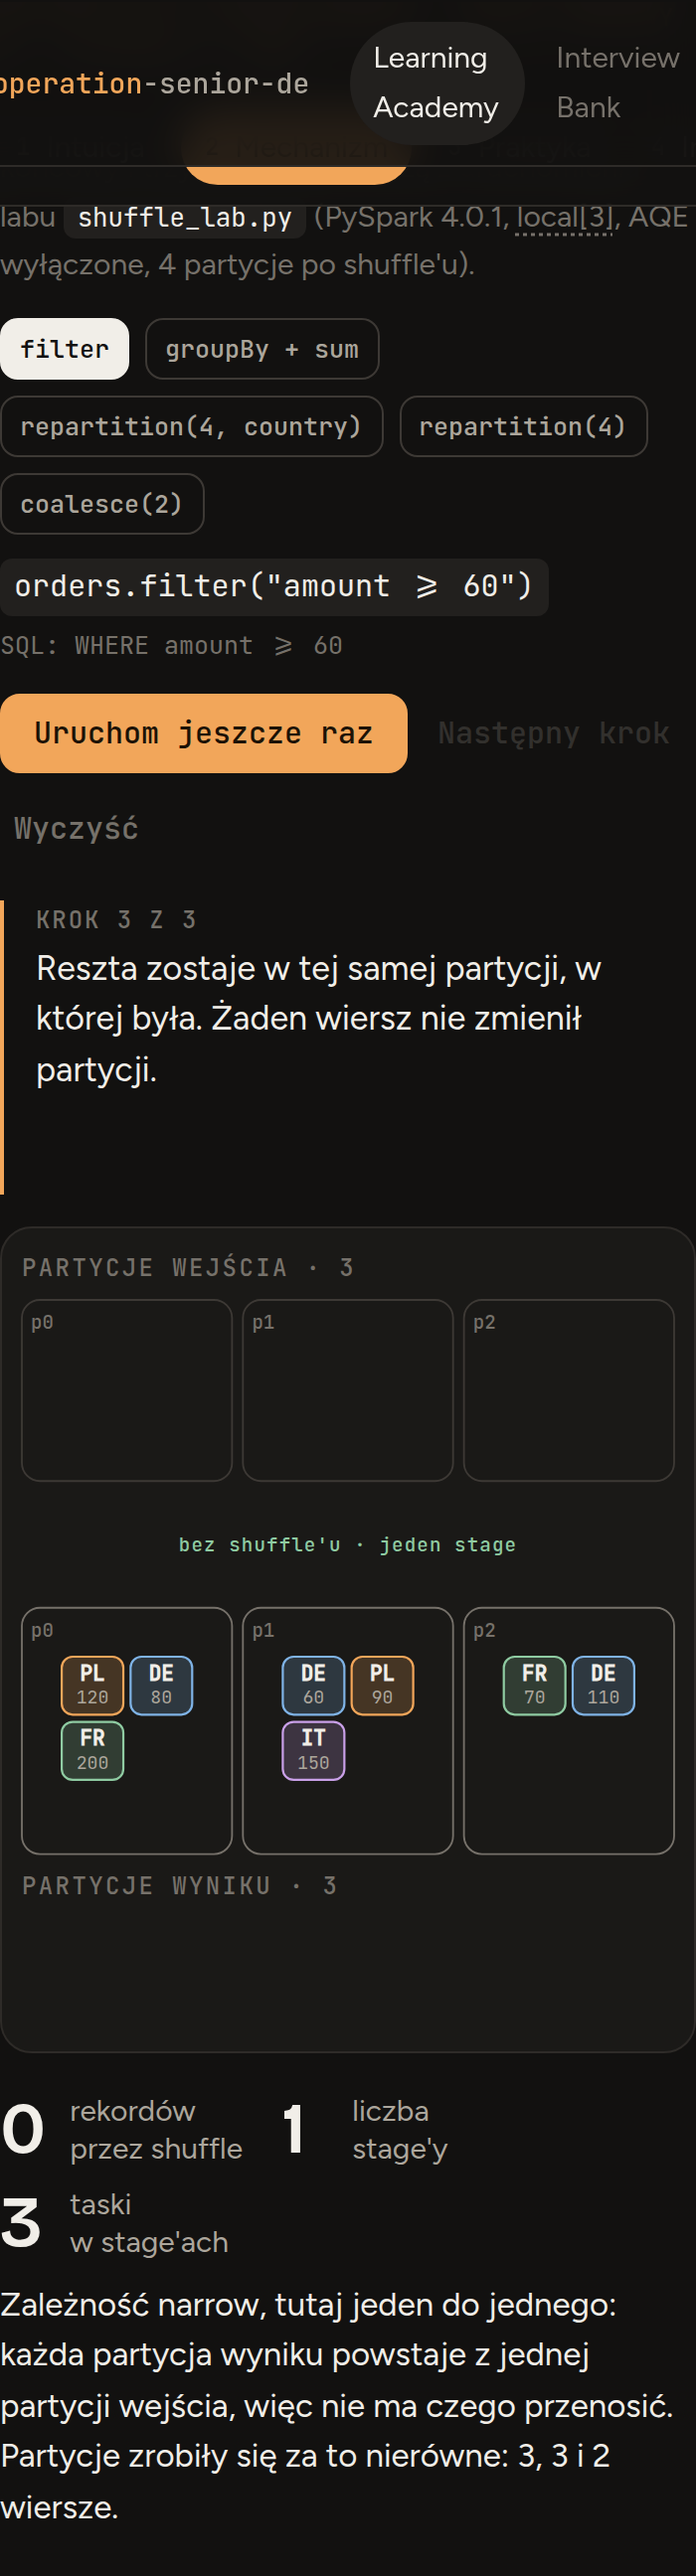 operation-senior-de
Learning
Academy
Interview
Bank
labu shuffle_lab.py (PySpark 4.0.1, local[3], AQE
wyłączone, 4 partycje po shuffle'u).
filter
groupBy + sum
repartition(4, country)
repartition(4)
coalesce(2)
orders.filter("amount ≥ 60")
SQL: WHERE amount ≥ 60
Uruchom jeszcze raz
Następny krok
Wyczyść
KROK 3 Z 3
Reszta zostaje w tej samej partycji, w
której była. Żaden wiersz nie zmienił
partycji.
PARTYCJE WEJŚCIA · 3
p0
p1
p2
bez shuffle'u · jeden stage
p0
PL
120
DE
80
FR
200
p1
DE
60
PL
90
IT
150
p2
FR
70
DE
110
PARTYCJE WYNIKU · 3
0 rekordów
przez shuffle
1 liczba
stage'y
3 taski
w stage'ach
Zależność narrow, tutaj jeden do jednego:
każda partycja wyniku powstaje z jednej
partycji wejścia, więc nie ma czego przenosić.
Partycje zrobiły się za to nierówne: 3, 3 i 2
wiersze.